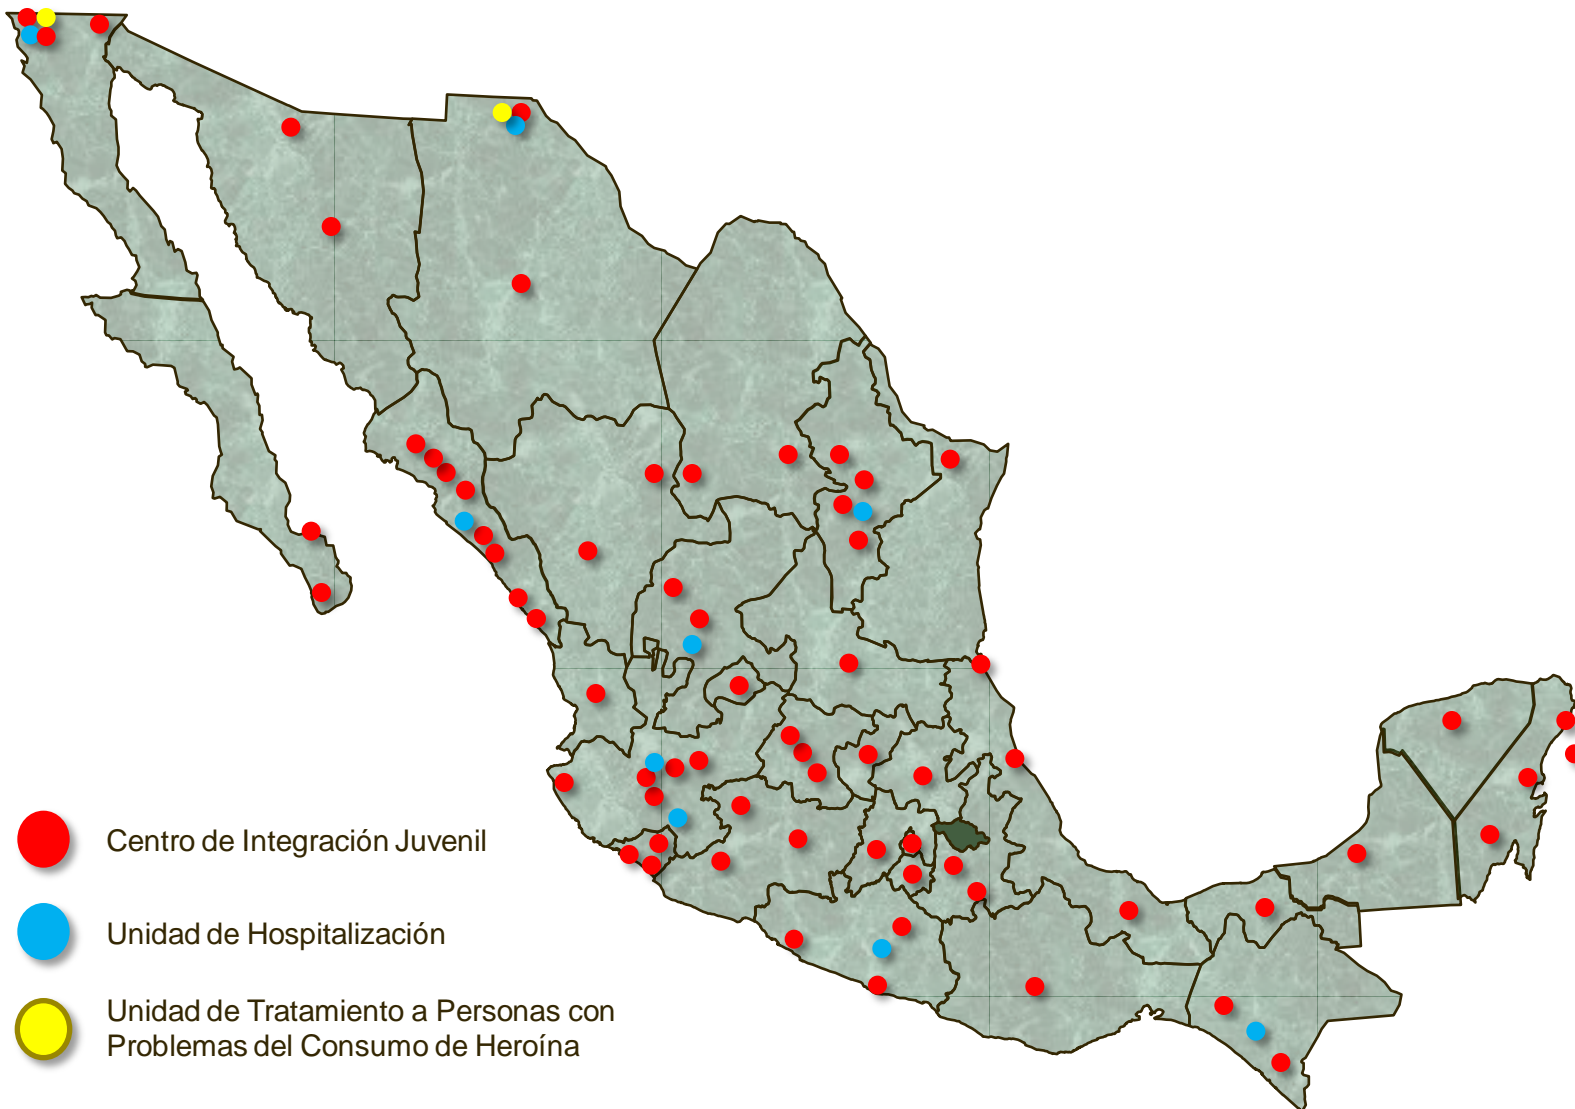 Centro de Integración Juvenil
Unidad de Hospitalización
Unidad de Tratamiento a Personas con
Problemas del Consumo de Heroína